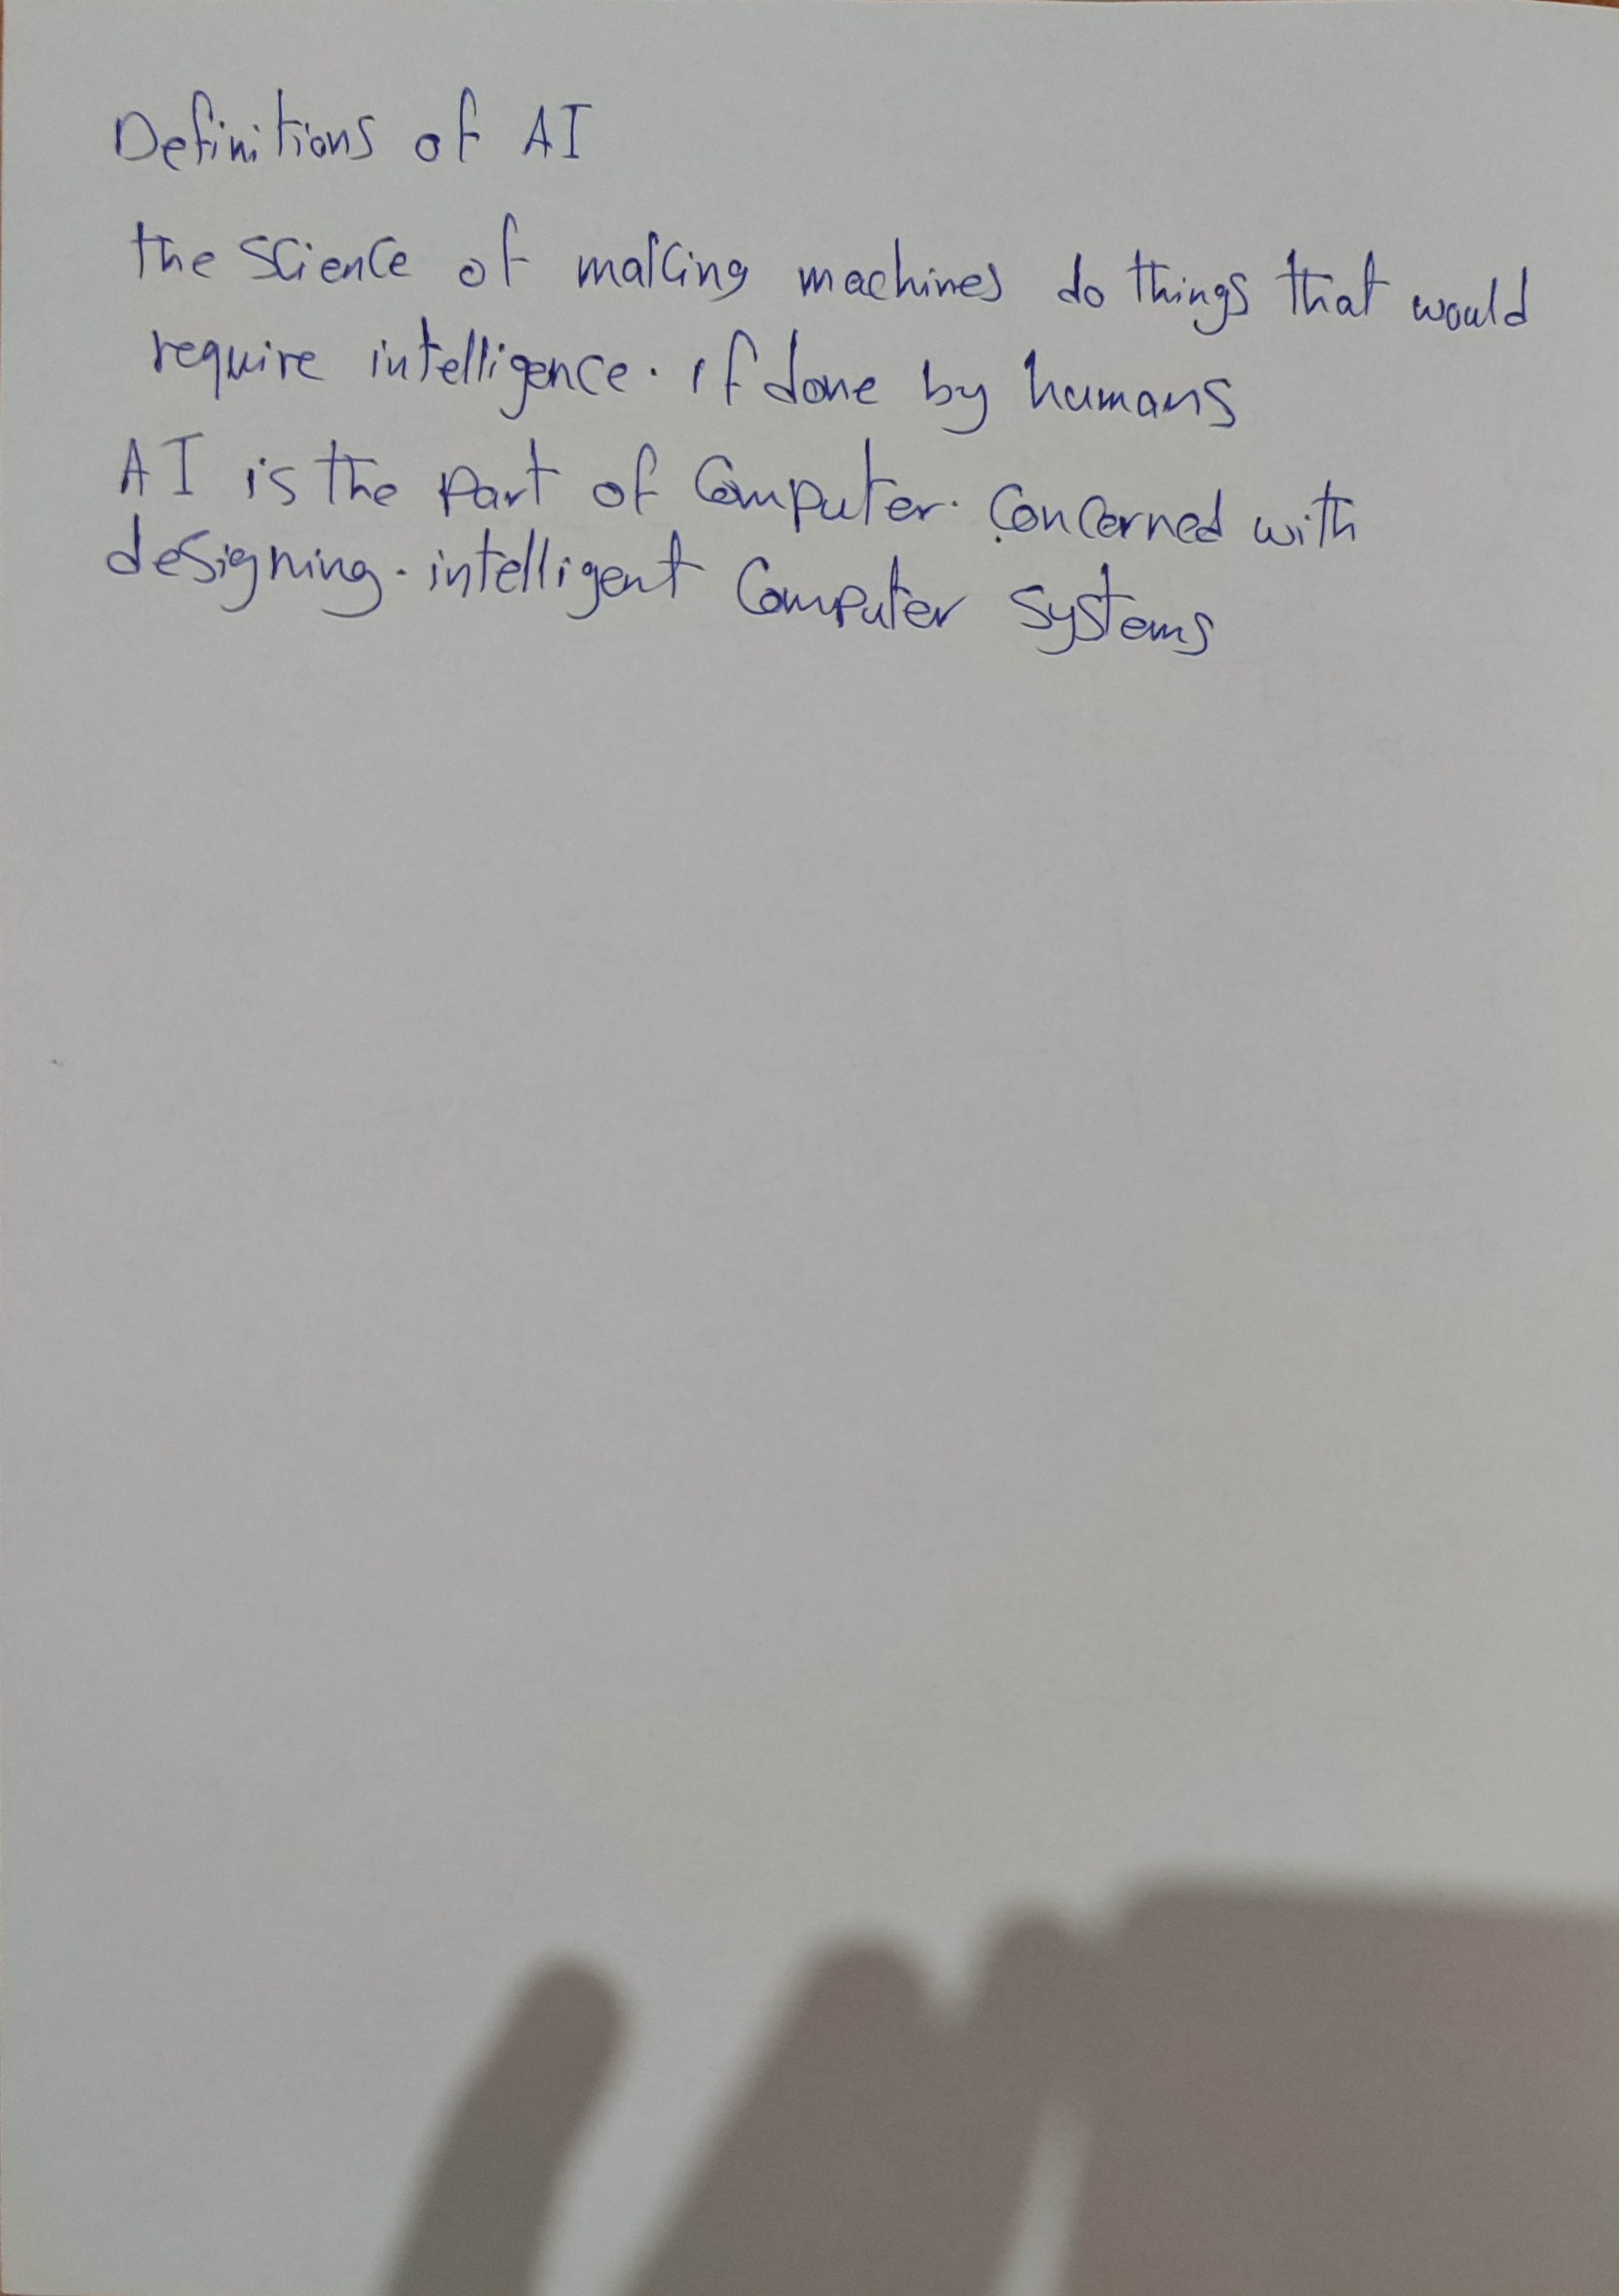 Definitions of AI
the science of making machines do things that would
require intelligence. if done by humans
AI is the part of Computer. Concerned with
designing. intelligent Computer Systems